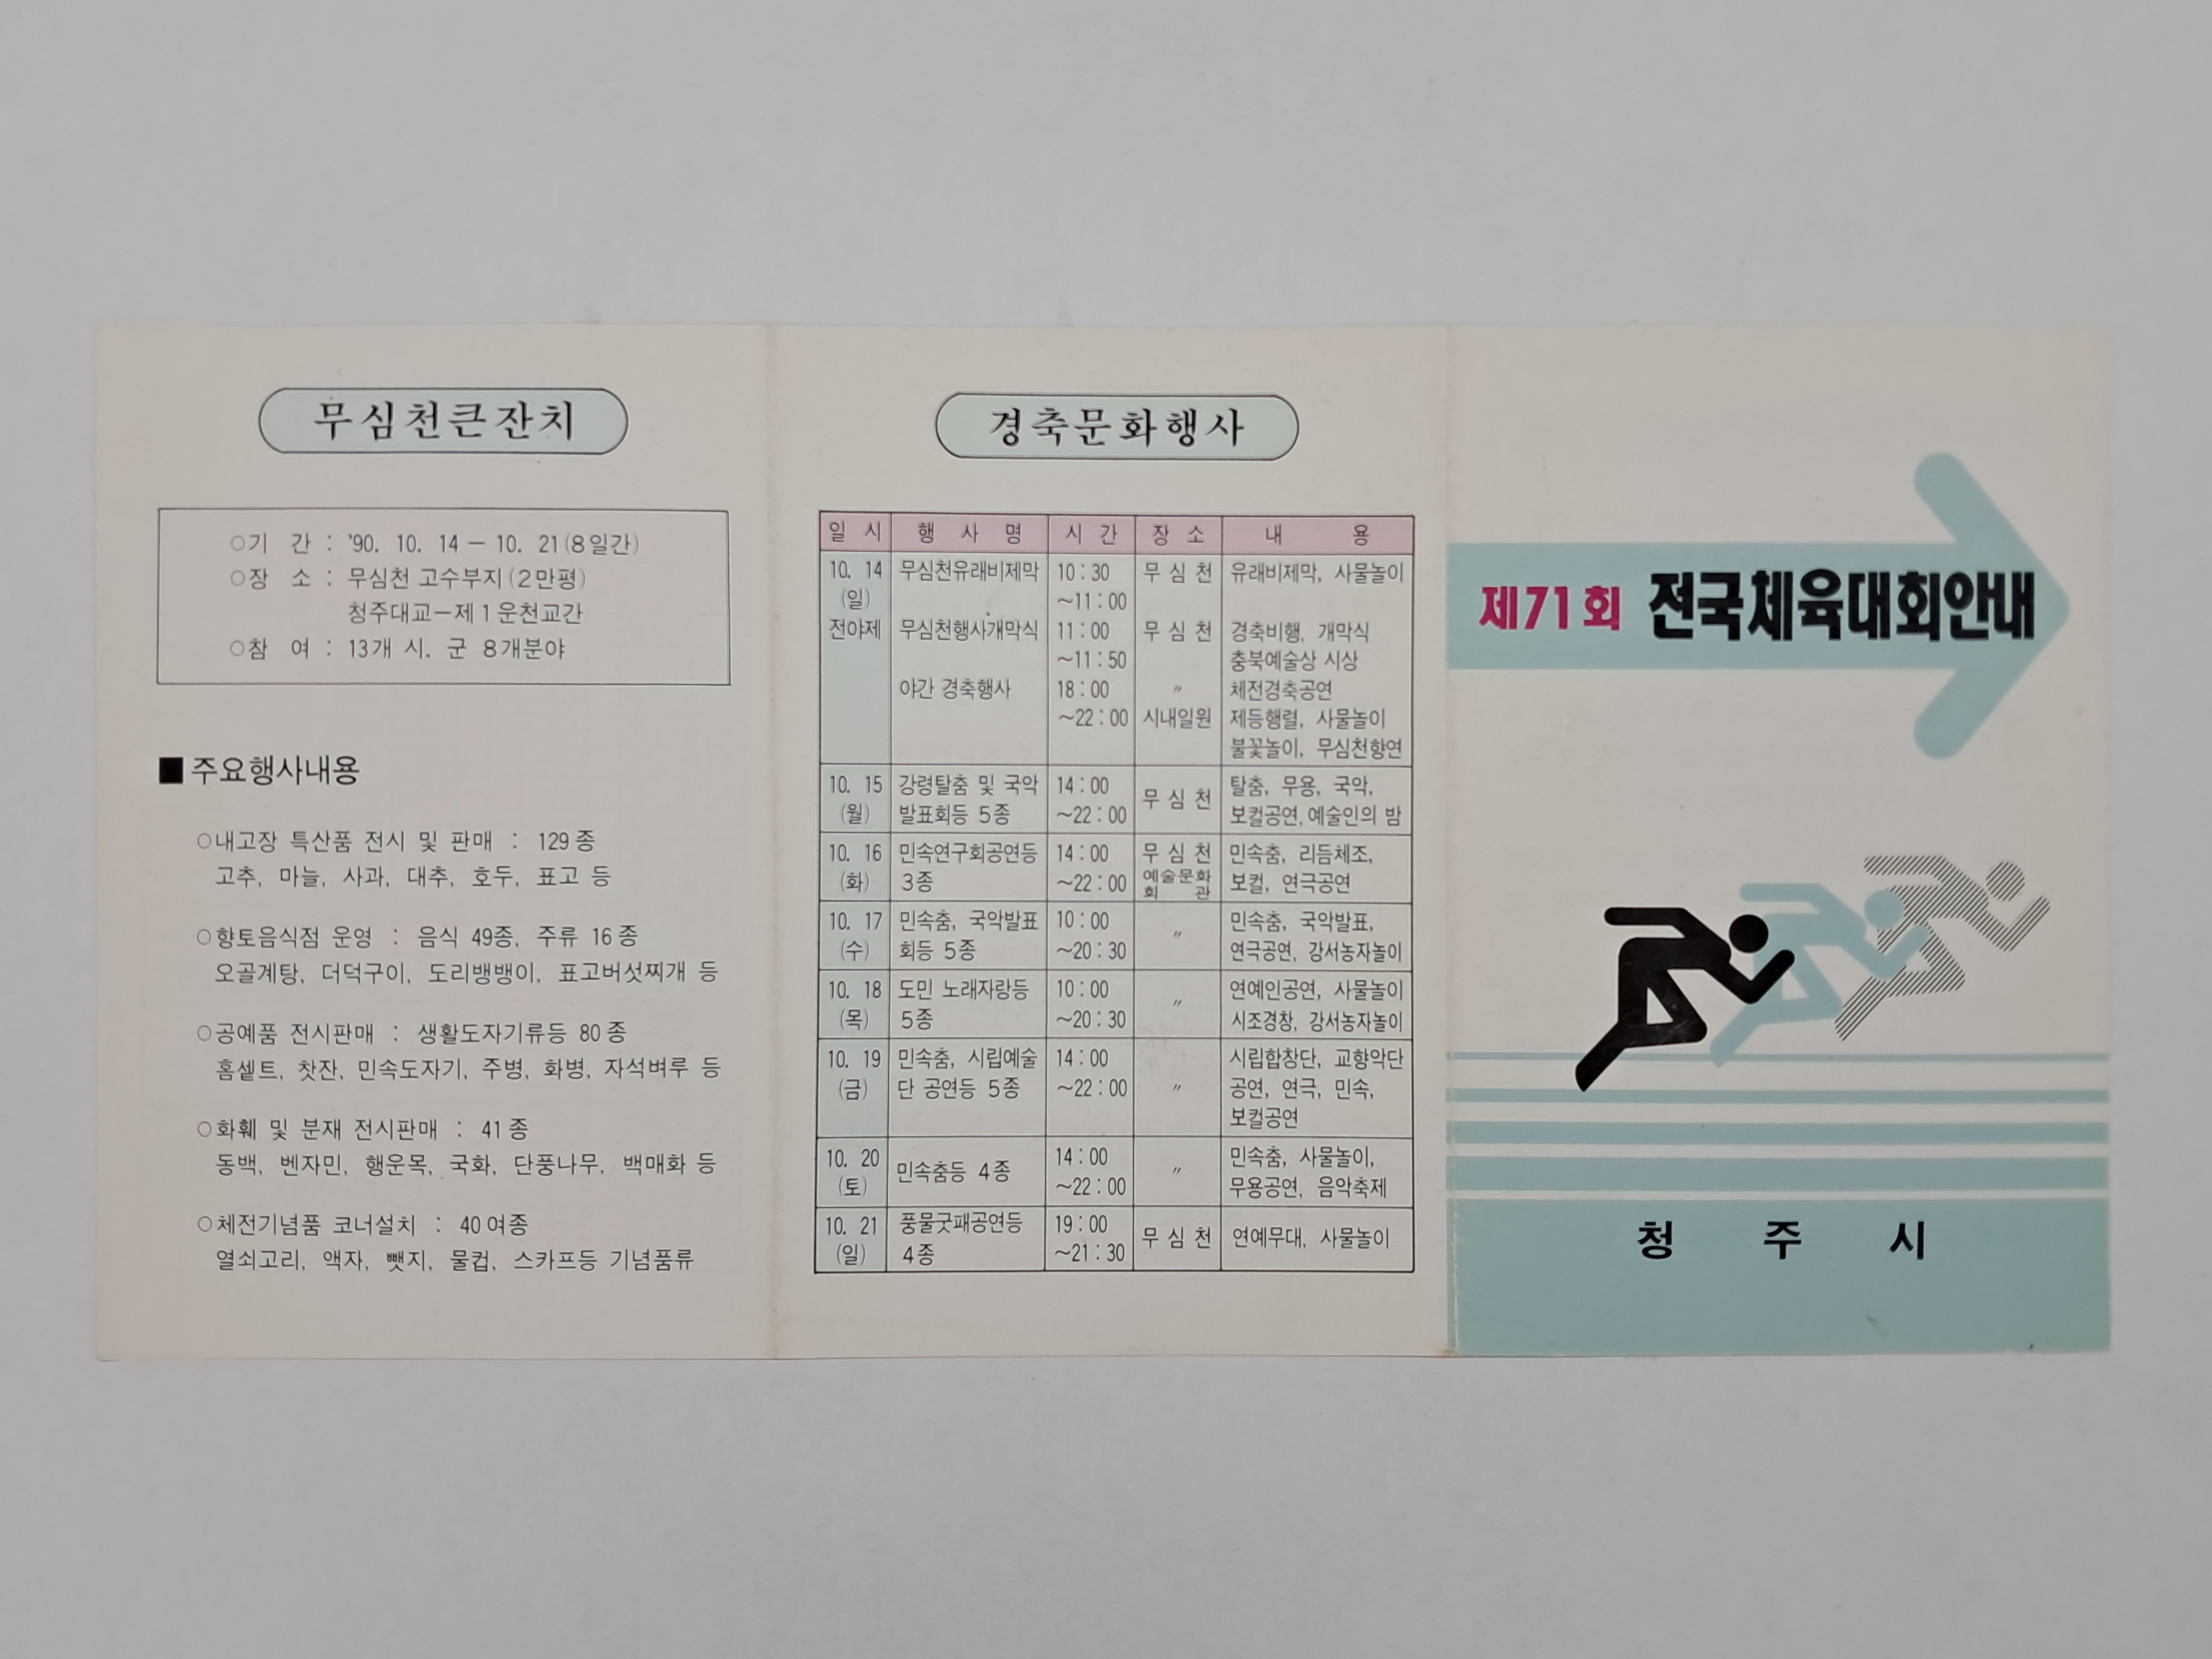 무심천큰잔치
○기 간 : '90. 10. 14 - 10. 21 (8일간)
○장 소 : 무심천 고수부지 (2만평)
청주대교-제1운천교간
○참 여 : 13개 시. 군 8개분야
■ 주요행사내용
○내고장 특산품 전시 및 판매 : 129종
고추, 마늘, 사과, 대추, 호두, 표고 등
○향토음식점 운영 : 음식 49종, 주류 16종
오골계탕, 더덕구이, 도리뱅뱅이, 표고버섯찌개 등
○공예품 전시판매 : 생활도자기류등 80종
홈셑트, 찻잔, 민속도자기, 주병, 화병, 자석벼루 등
○화훼 및 분재 전시판매 : 41종
동백, 벤자민, 행운목, 국화, 단풍나무, 백매화 등
○체전기념품 코너설치 : 40여종
열쇠고리, 액자, 뺏지, 물컵, 스카프등 기념품류
경축문화행사
일 시 행 사 명 시 간 장 소 내 용
10. 14 무심천유래비제막 10:30 무 심 천 유래비제막, 사물놀이
(일) ~11:00
전야제 무심천행사개막식 11:00 무 심 천 경축비행, 개막식
~11:50 충북예술상 시상
야간 경축행사 18:00 〃 체전경축공연
~22:00 시내일원 제등행렬, 사물놀이
불꽃놀이, 무심천향연
10. 15 강령탈춤 및 국악 14:00 무 심 천 탈춤, 무용, 국악,
(월) 발표회등 5종 ~22:00 보컬공연, 예술인의 밤
10. 16 민속연구회공연등 14:00 무 심 천 민속춤, 리듬체조,
(화) 3종 ~22:00 예술문화 보컬, 연극공연
회 관
10. 17 민속춤, 국악발표 10:00 〃 민속춤, 국악발표,
(수) 회등 5종 ~20:30 연극공연, 강서농자놀이
10. 18 도민 노래자랑등 10:00 〃 연예인공연, 사물놀이
(목) 5종 ~20:30 시조경창, 강서농자놀이
10. 19 민속춤, 시립예술 14:00 시립합창단, 교향악단
(금) 단 공연등 5종 ~22:00 〃 공연, 연극, 민속,
보컬공연
10. 20 민속춤등 4종 14:00 〃 민속춤, 사물놀이,
(토) ~22:00 무용공연, 음악축제
10. 21 풍물굿패공연등 19:00 무 심 천 연예무대, 사물놀이
(일) 4종 ~21:30
제71회 전국체육대회안내
청 주 시